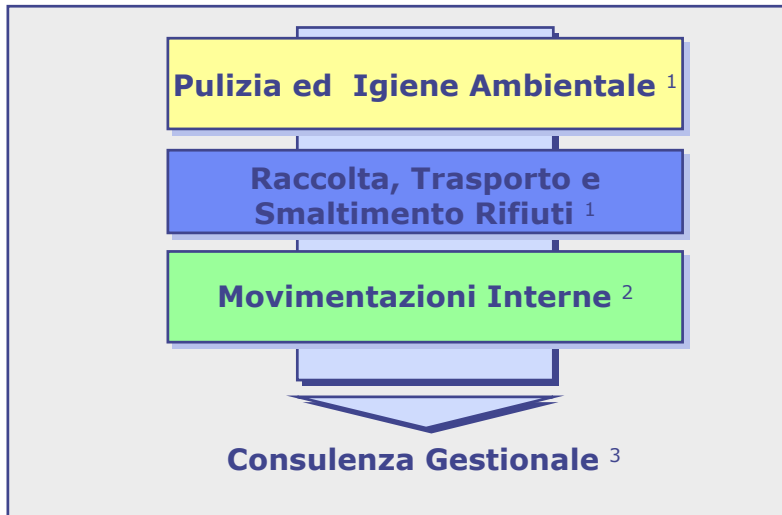 Pulizia ed  Igiene Ambientale ¹
Raccolta, Trasporto e
Smaltimento Rifiuti ¹
Movimentazioni Interne ²
Consulenza Gestionale ³